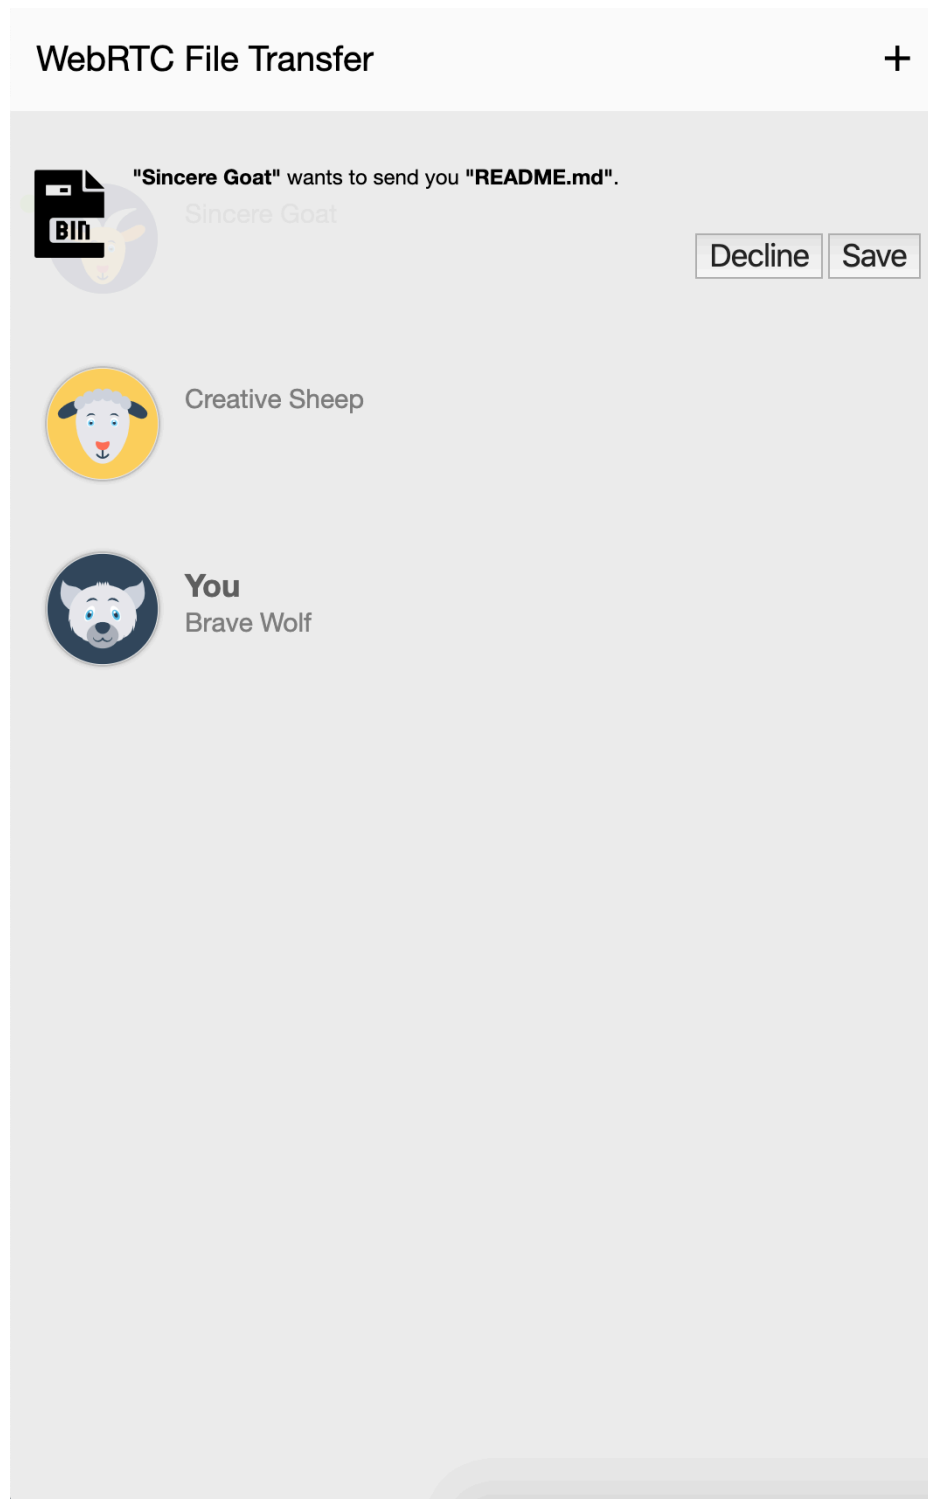 WebRTC File Transfer +
"Sincere Goat" wants to send you "README.md".
Sincere Goat
BIN
Decline Save
Creative Sheep
You
Brave Wolf